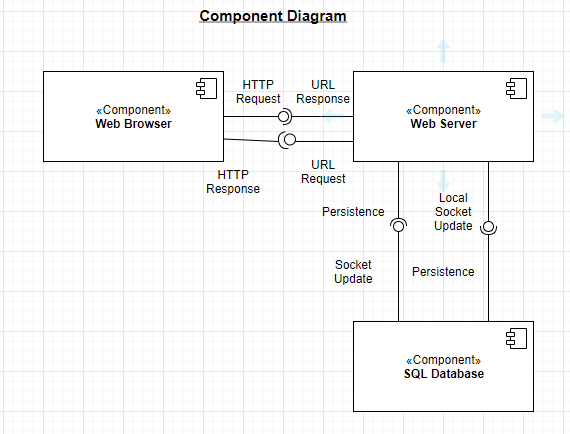 Component Diagram
HTTP
Request
URL
Response
«Component»
Web Browser
«Component»
Web Server
HTTP
Response
URL
Request
Persistence
Local
Socket
Update
Socket
Update
Persistence
«Component»
SQL Database